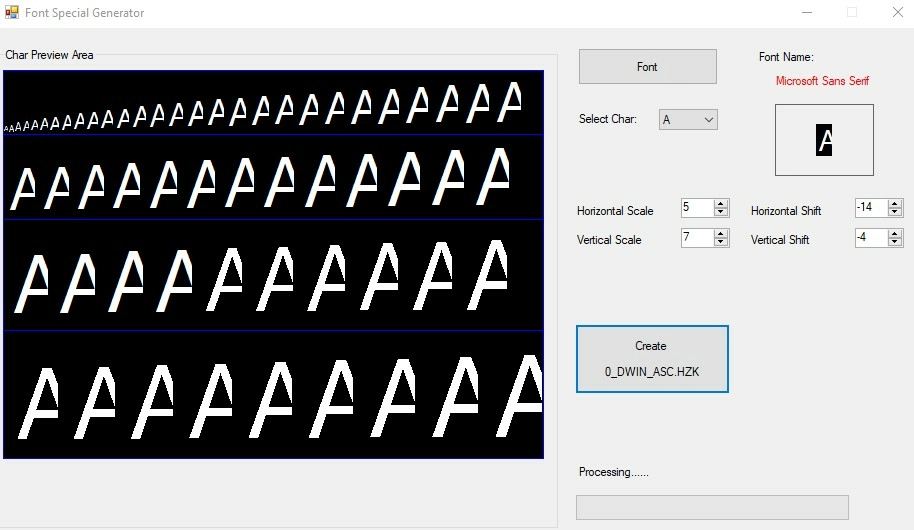 Font Special Generator
Char Preview Area
AAAAAAAAAAAAAAAAAAAAAAAAAAAA
AAAAAAAAAAAAA
AAAAAAAAAA
AAAAAAAAA
Font
Font Name:
Microsoft Sans Serif
Select Char: A
A
Horizontal Scale 5 Horizontal Shift -14
Vertical Scale 7 Vertical Shift -4
Create
0_DWIN_ASC.HZK
Processing......